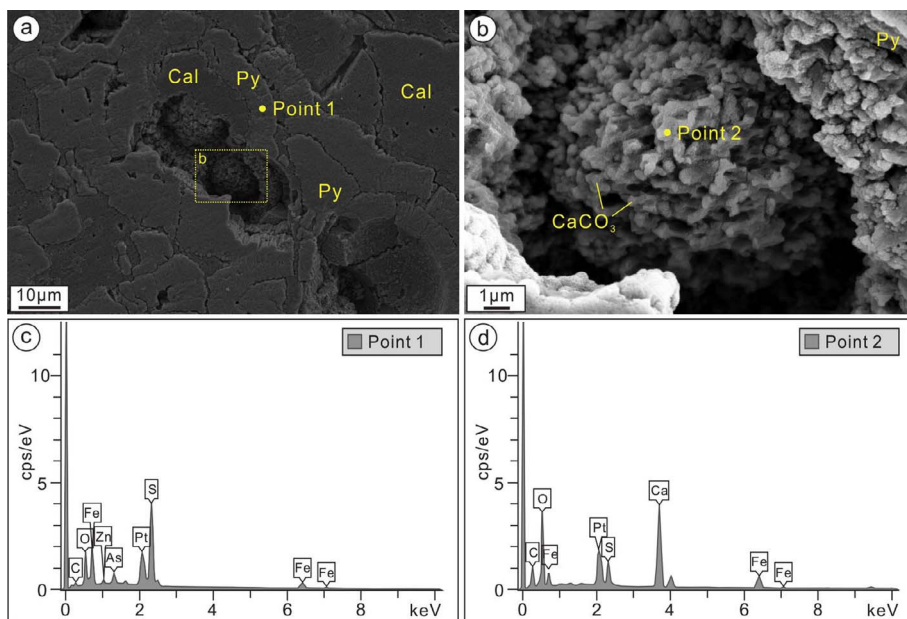 a
Cal
Py
Point 1
Cal
b
Py
10μm
b
Py
Point 2
CaCO₃
1μm
c
Point 1
cps/eV
10
5
0
C
O
Fe
Zn
As
Pt
S
Fe
Fe
0
2
4
6
8
keV
d
Point 2
cps/eV
10
5
0
C
O
Fe
Pt
S
Ca
Fe
Fe
0
2
4
6
8
keV